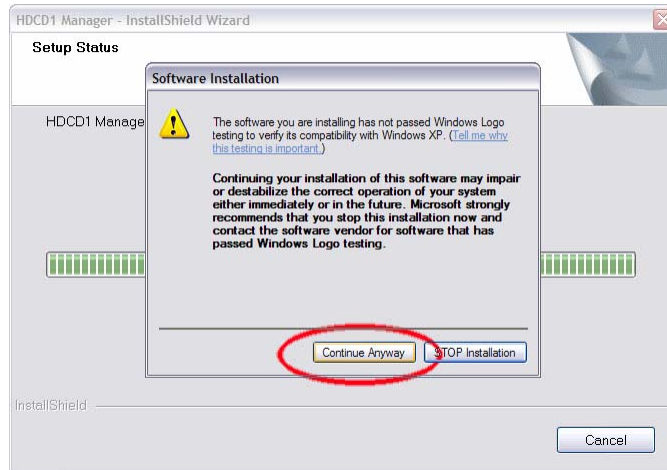 HDCD1 Manager - InstallShield Wizard
Setup Status
Software Installation
HDCD1 Manage
The software you are installing has not passed Windows Logo
testing to verify its compatibility with Windows XP. (Tell me why
this testing is important.)
Continuing your installation of this software may impair
or destabilize the correct operation of your system
either immediately or in the future. Microsoft strongly
recommends that you stop this installation now and
contact the software vendor for software that has
passed Windows Logo testing.
Continue Anyway
STOP Installation
InstallShield
Cancel